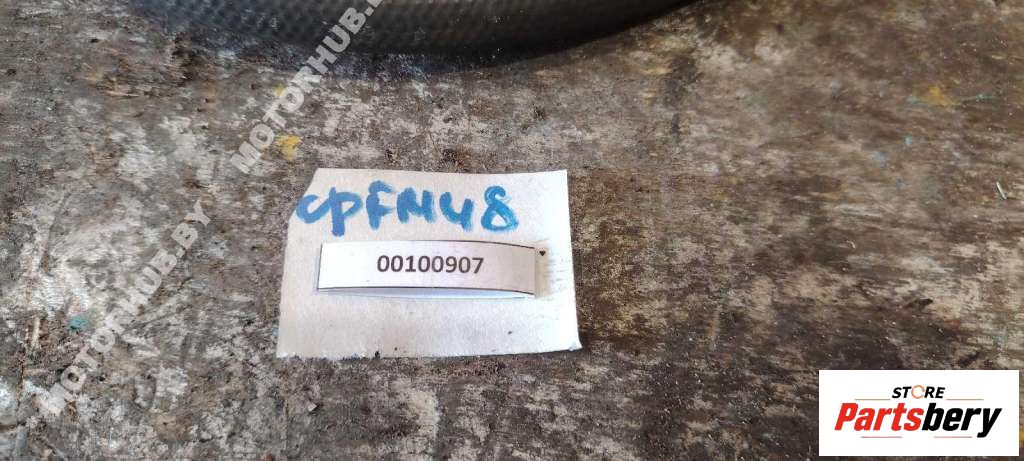 MOTORHUB.BY
MOTORHUB.BY
CPFM48
00100907
STORE
Partsbery